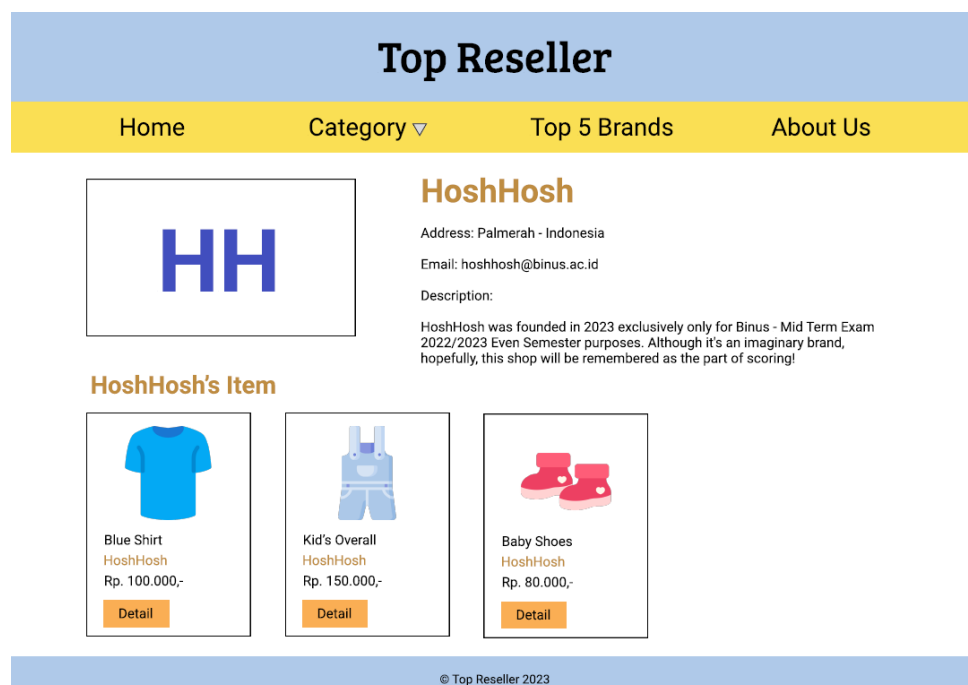 Top Reseller
Home Category Top 5 Brands About Us
HH
HoshHosh
Address: Palmerah - Indonesia
Email: hoshhosh@binus.ac.id
Description:
HoshHosh was founded in 2023 exclusively only for Binus - Mid Term Exam
2022/2023 Even Semester purposes. Although it's an imaginary brand,
hopefully, this shop will be remembered as the part of scoring!
HoshHosh’s Item
Blue Shirt
HoshHosh
Rp. 100.000,-
Detail
Kid’s Overall
HoshHosh
Rp. 150.000,-
Detail
Baby Shoes
HoshHosh
Rp. 80.000,-
Detail
© Top Reseller 2023